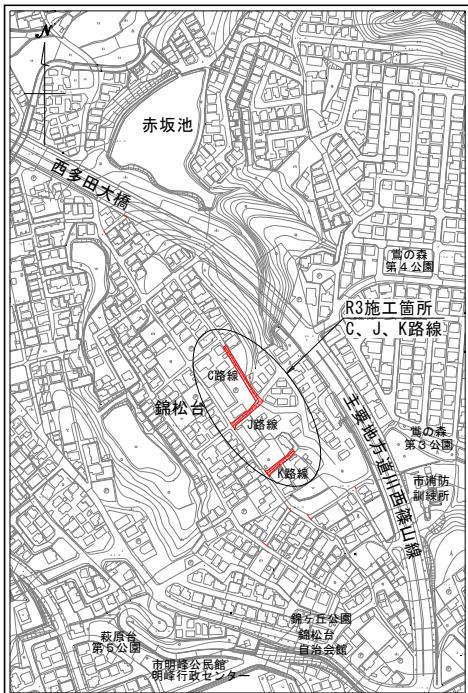 N
赤坂池
西多田大橋
鴬の森
第4公園
R3施工箇所
C、J、K路線
C路線
錦松台
J路線
K路線
主要地方道川西篠山線
鴬の森
第3公園
市消防
訓練所
錦ヶ丘公園
錦松台
自治会館
萩原台
第5公園
市明峰公民館
明峰行政センター